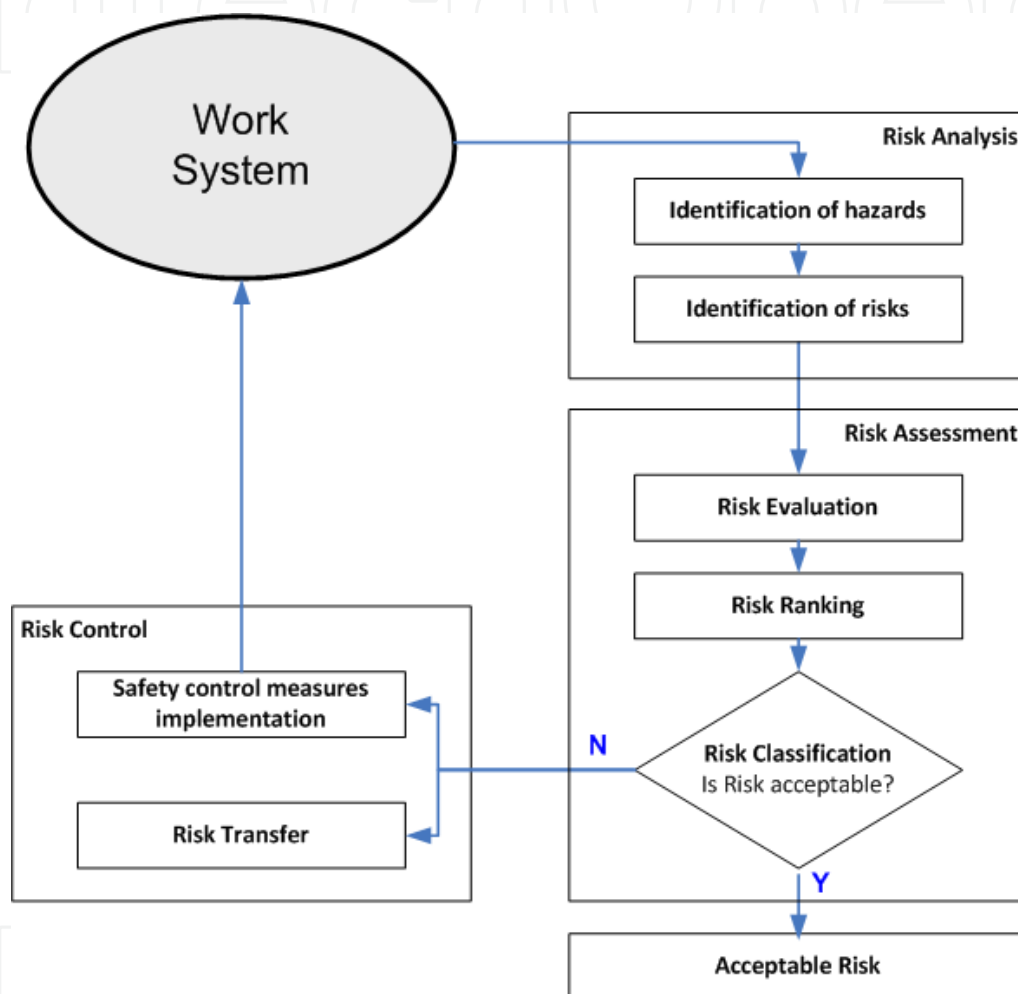 Work
System
Risk Analysis
Identification of hazards
Identification of risks
Risk Assessment
Risk Evaluation
Risk Ranking
Risk Classification
Is Risk acceptable?
N
Y
Risk Control
Safety control measures
implementation
Risk Transfer
Acceptable Risk